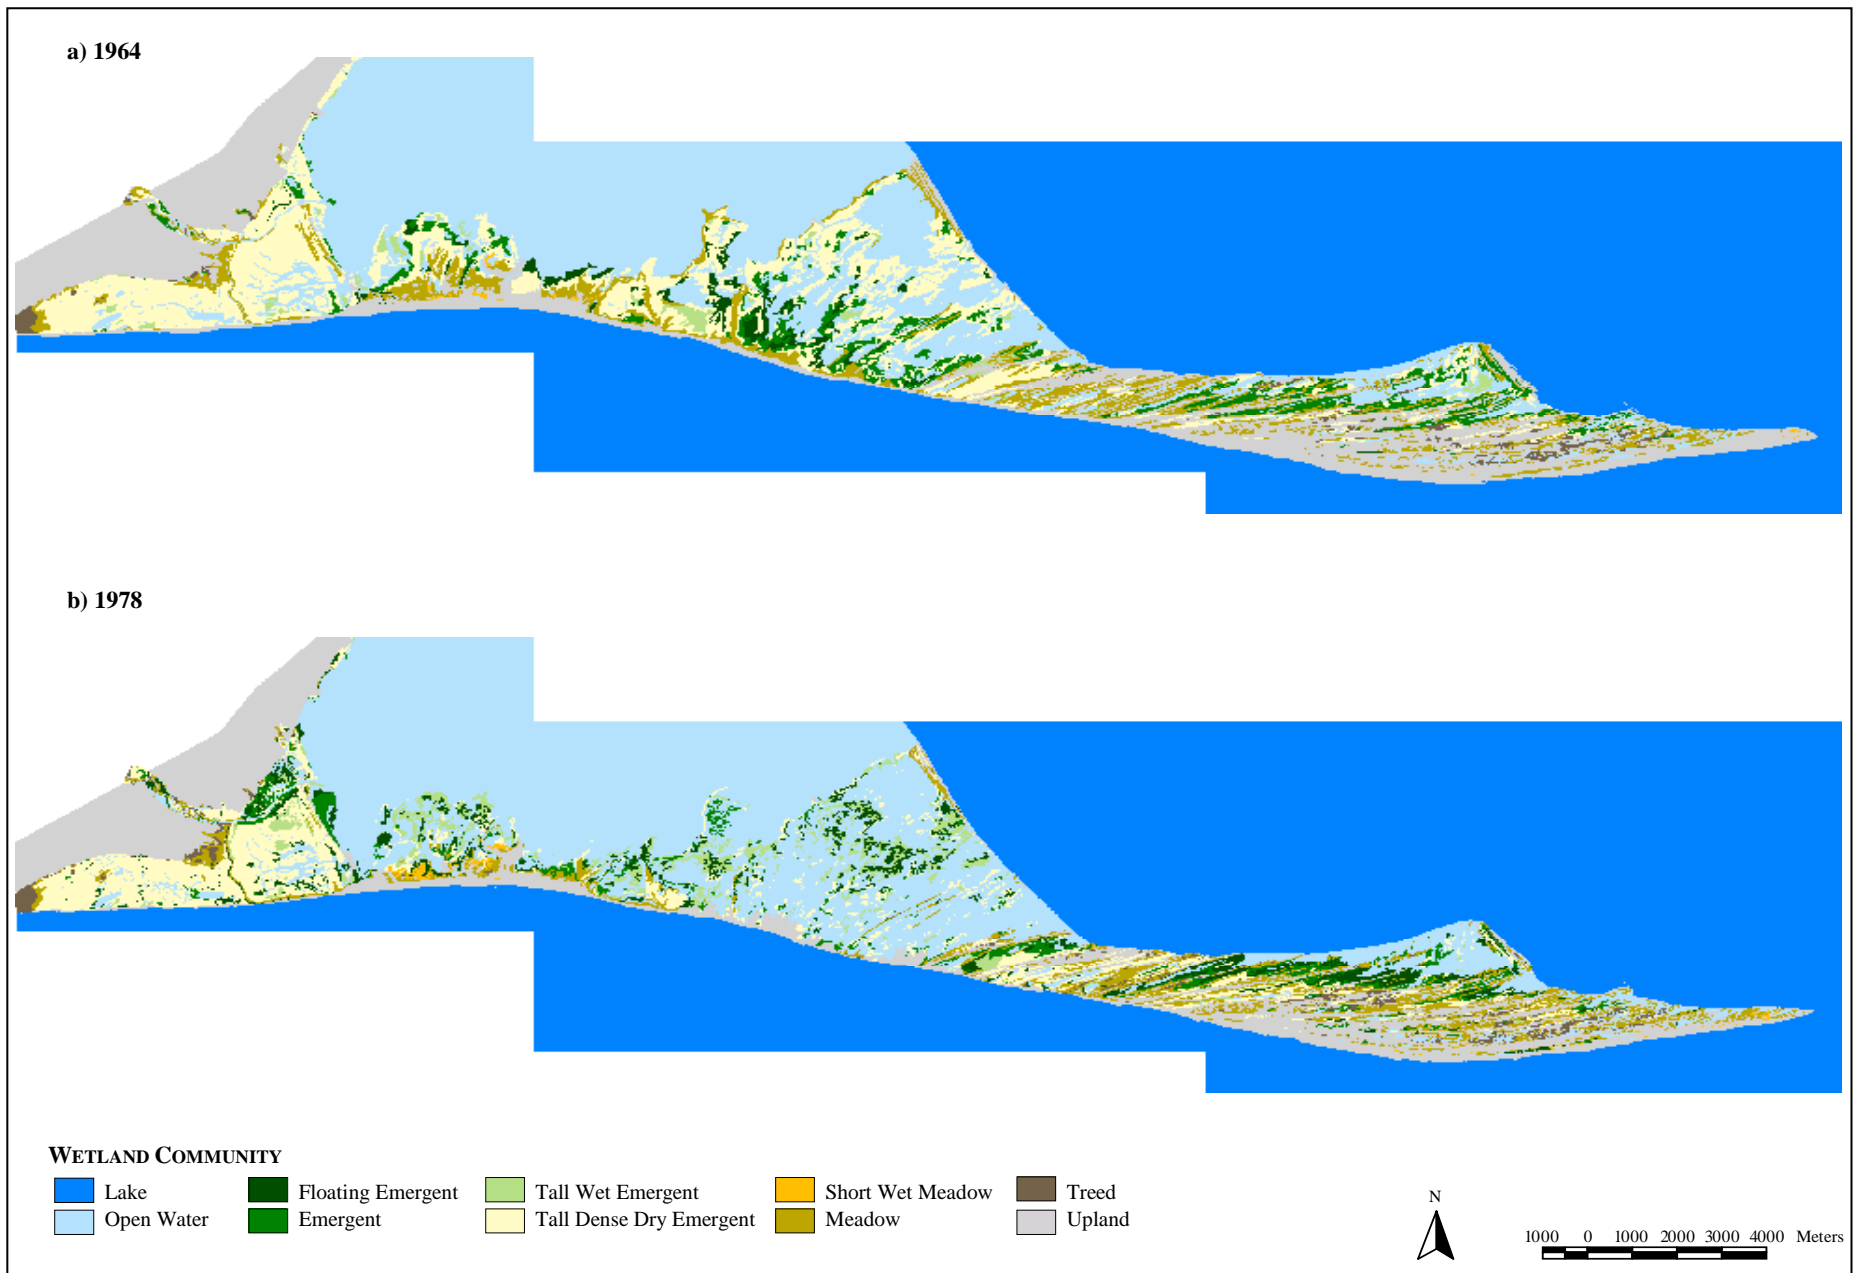 a) 1964
b) 1978
WETLAND COMMUNITY
Lake
Open Water
Floating Emergent
Emergent
Tall Wet Emergent
Tall Dense Dry Emergent
Short Wet Meadow
Meadow
Treed
Upland
N
1000 0 1000 2000 3000 4000 Meters